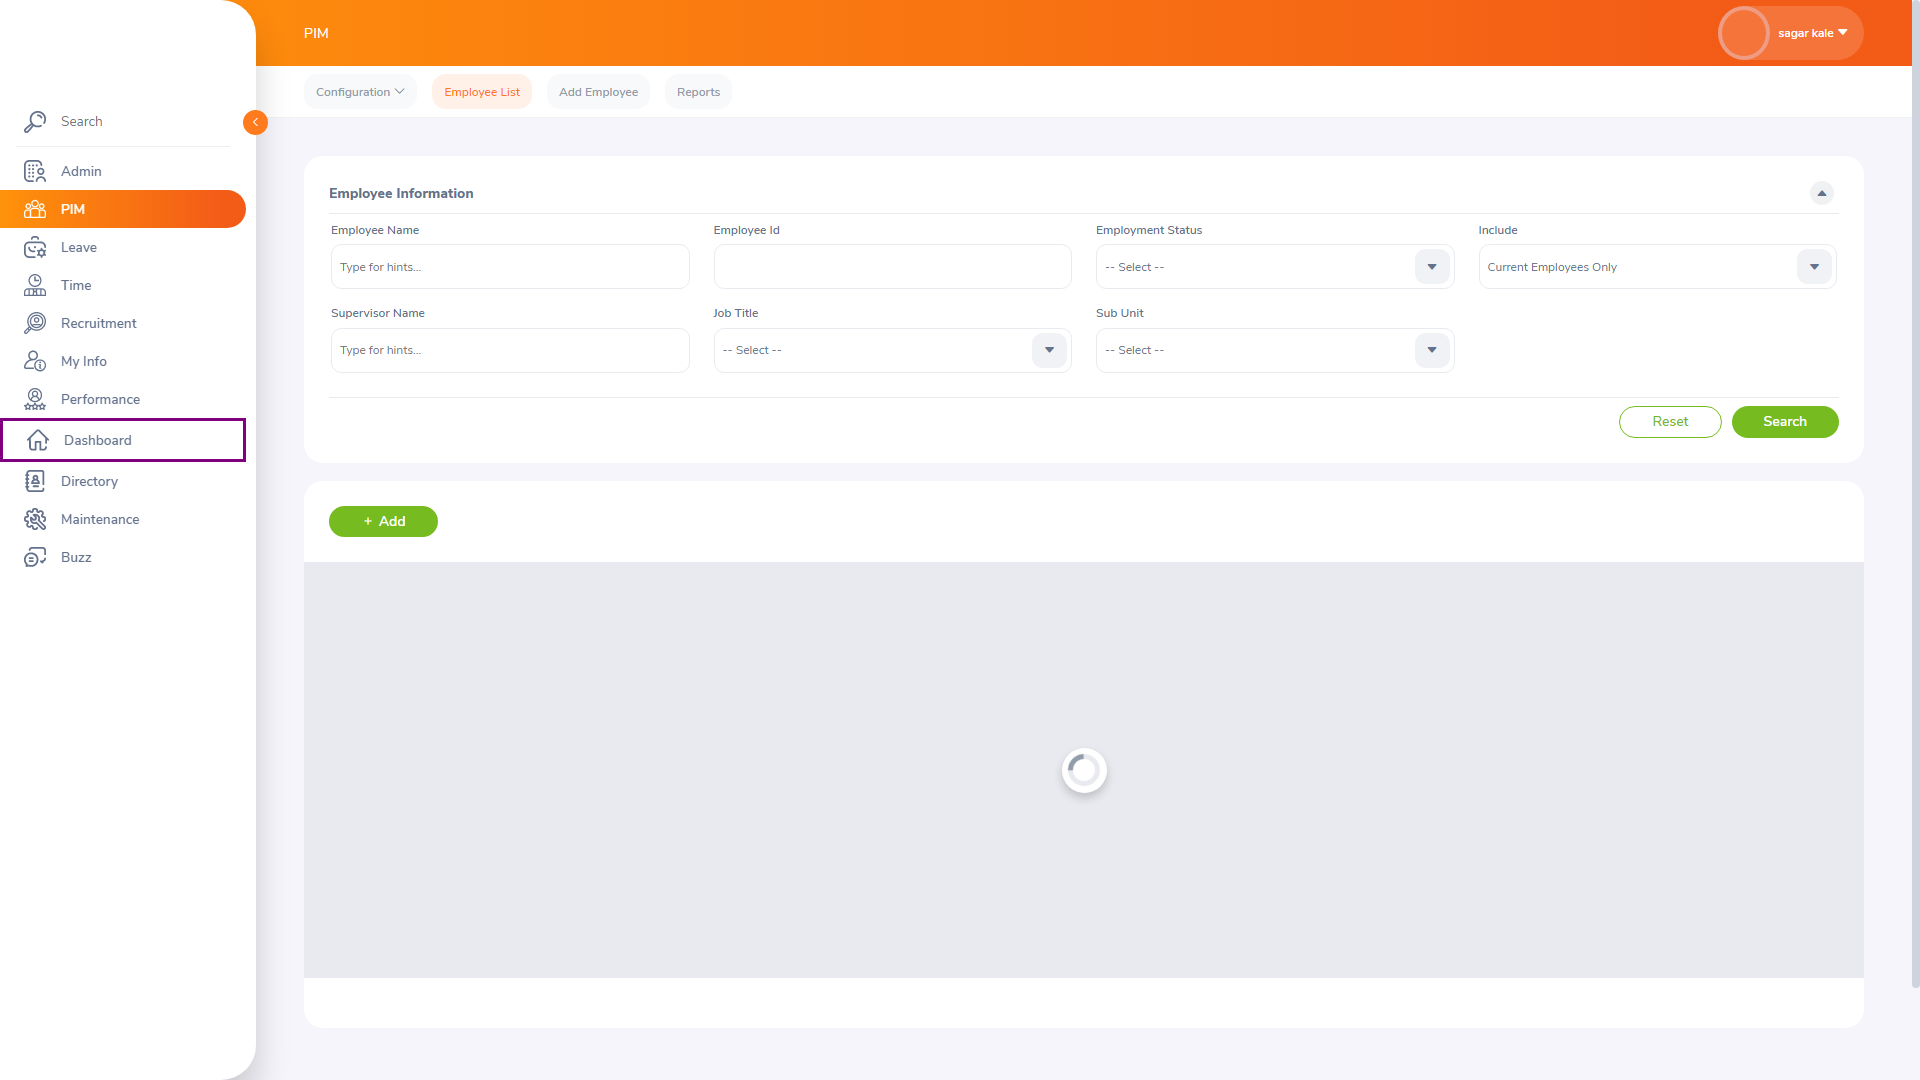 PIM
sagar kale
Configuration
Employee List
Add Employee
Reports
Search
Admin
PIM
Leave
Time
Recruitment
My Info
Performance
Dashboard
Directory
Maintenance
Buzz
Employee Information
Employee Name
Employee Id
Employment Status
Include
Type for hints...
-- Select --
Current Employees Only
Supervisor Name
Job Title
Sub Unit
Type for hints...
-- Select --
-- Select --
Reset
Search
+ Add